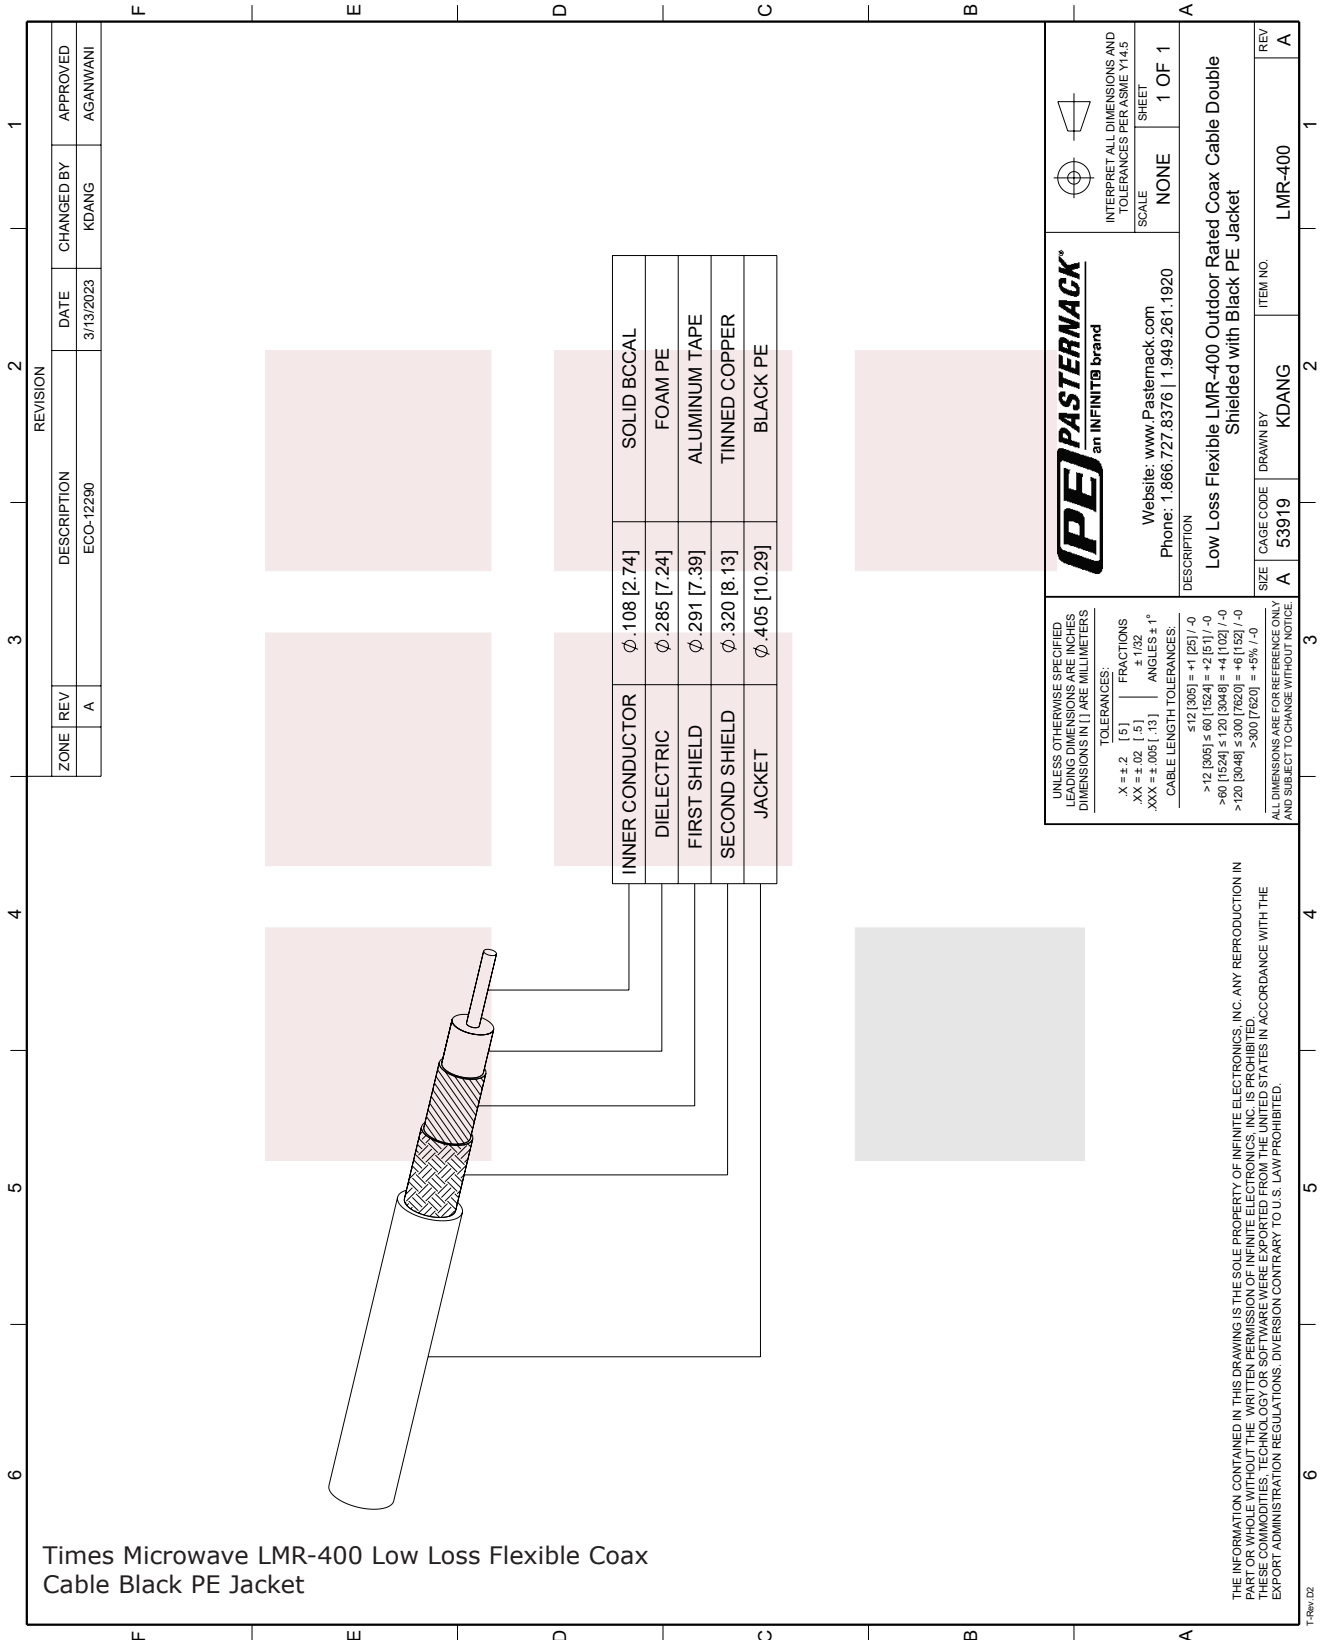 Times Microwave LMR-400 Low Loss Flexible Coax
Cable Black PE Jacket
6
5
4
3
2
1
F
E
D
C
B
A
REVISION
ZONE REV DESCRIPTION DATE CHANGED BY APPROVED
A ECO-12290 3/13/2023 KDANG AGANWANI
INNER CONDUCTOR Ø.108 [2.74] SOLID BCCAL
DIELECTRIC Ø.285 [7.24] FOAM PE
FIRST SHIELD Ø.291 [7.39] ALUMINUM TAPE
SECOND SHIELD Ø.320 [8.13] TINNED COPPER
JACKET Ø.405 [10.29] BLACK PE
THE INFORMATION CONTAINED IN THIS DRAWING IS THE SOLE PROPERTY OF INFINITE ELECTRONICS, INC. ANY REPRODUCTION IN
PART OR WHOLE WITHOUT THE WRITTEN PERMISSION OF INFINITE ELECTRONICS, INC. IS PROHIBITED.
THESE COMMODITIES, TECHNOLOGY OR SOFTWARE WERE EXPORTED FROM THE UNITED STATES IN ACCORDANCE WITH THE
EXPORT ADMINISTRATION REGULATIONS. DIVERSION CONTRARY TO U.S. LAW PROHIBITED.
UNLESS OTHERWISE SPECIFIED
LEADING DIMENSIONS ARE INCHES
DIMENSIONS IN [ ] ARE MILLIMETERS
TOLERANCES:
.X = ± .2 [ 5 ] FRACTIONS
.XX = ± .02 [ .5 ] ± 1/32
.XXX = ± .005 [ .13 ] ANGLES ± 1°
CABLE LENGTH TOLERANCES:
≤12 [305] = +1 [25] / -0
>12 [305] ≤ 60 [1524] = +2 [51] / -0
>60 [1524] ≤ 120 [3048] = +4 [102] / -0
>120 [3048] ≤ 300 [7620] = +6 [152] / -0
>300 [7620] = +5% / -0
ALL DIMENSIONS ARE FOR REFERENCE ONLY
AND SUBJECT TO CHANGE WITHOUT NOTICE.
PE PASTERNACK®
an INFINIT® brand
Website: www.Pasternack.com
Phone: 1.866.727.8376 | 1.949.261.1920
INTERPRET ALL DIMENSIONS AND
TOLERANCES PER ASME Y14.5
SCALE SHEET
NONE 1 OF 1
DESCRIPTION
Low Loss Flexible LMR-400 Outdoor Rated Coax Cable Double
Shielded with Black PE Jacket
SIZE CAGE CODE DRAWN BY ITEM NO. REV
A 53919 KDANG LMR-400 A
6
5
4
3
2
1
F
E
D
C
B
A
T-Rev. D2